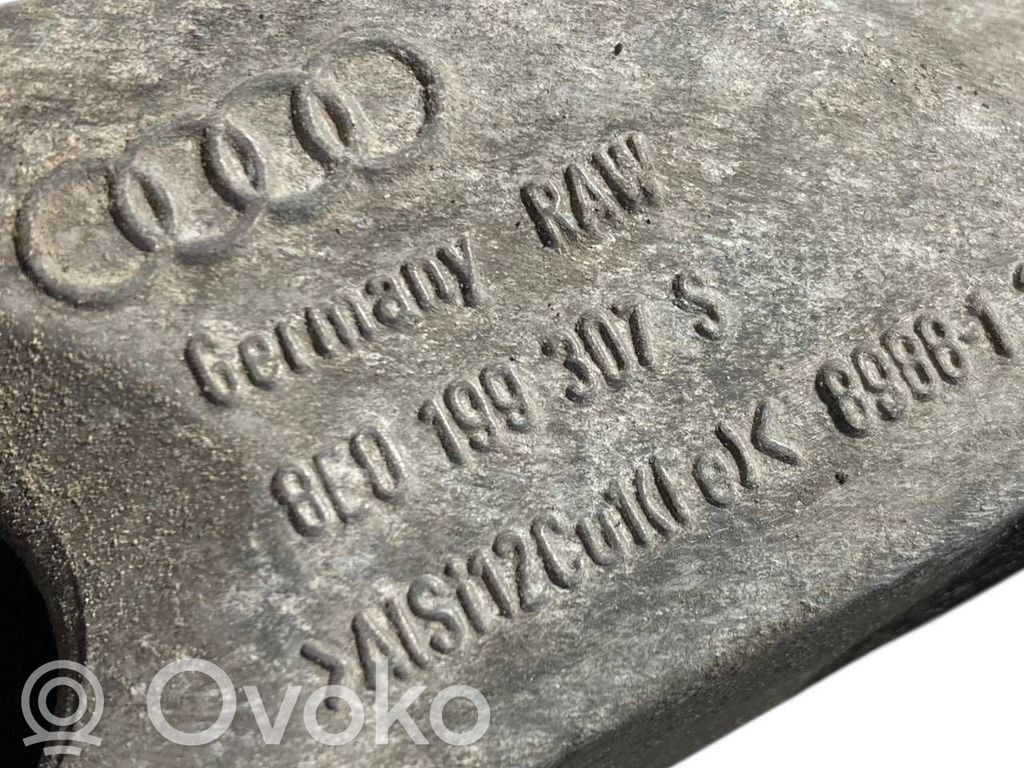 Germany RAW
8E0 199 307 S
>AlSi12Cu1(Fe)< 8988-1
Ovoko